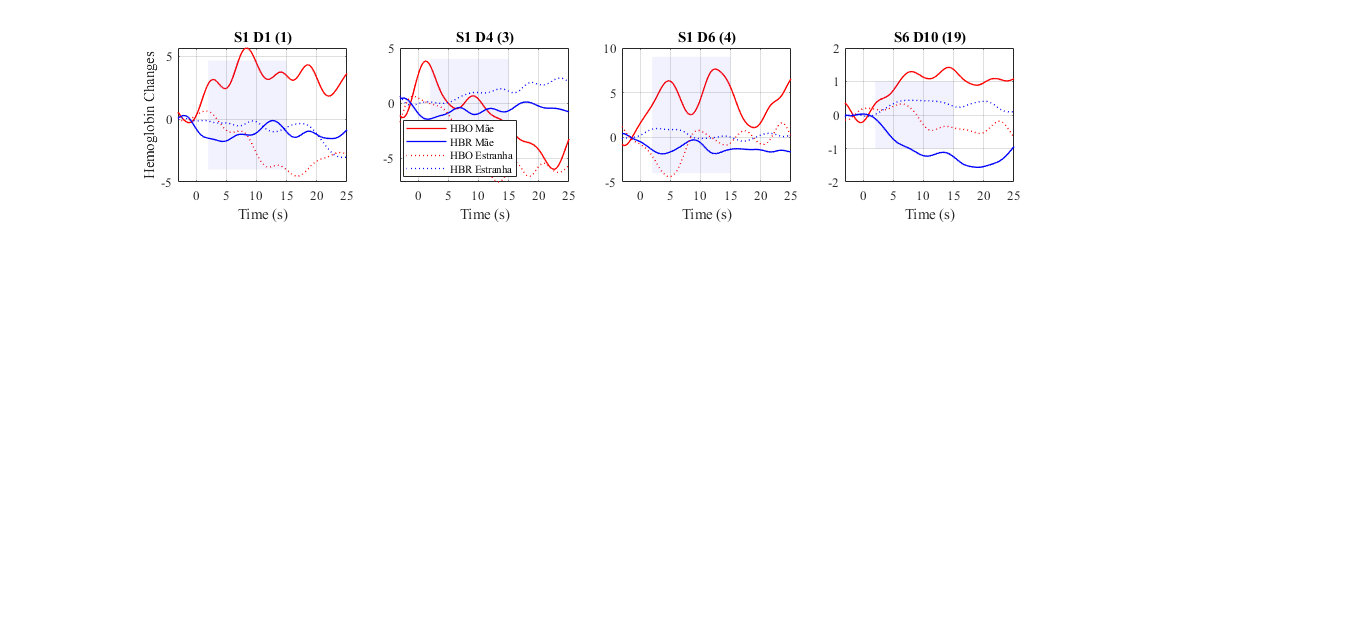 S1 D1 (1)
S1 D4 (3)
S1 D6 (4)
S6 D10 (19)
Hemoglobin Changes
5
0
-5
0 5 10 15 20 25
Time (s)
5
0
-5
0 5 10 15 20 25
Time (s)
HBO Mãe
HBR Mãe
HBO Estranha
HBR Estranha
10
5
0
-5
0 5 10 15 20 25
Time (s)
2
1
0
-1
-2
0 5 10 15 20 25
Time (s)